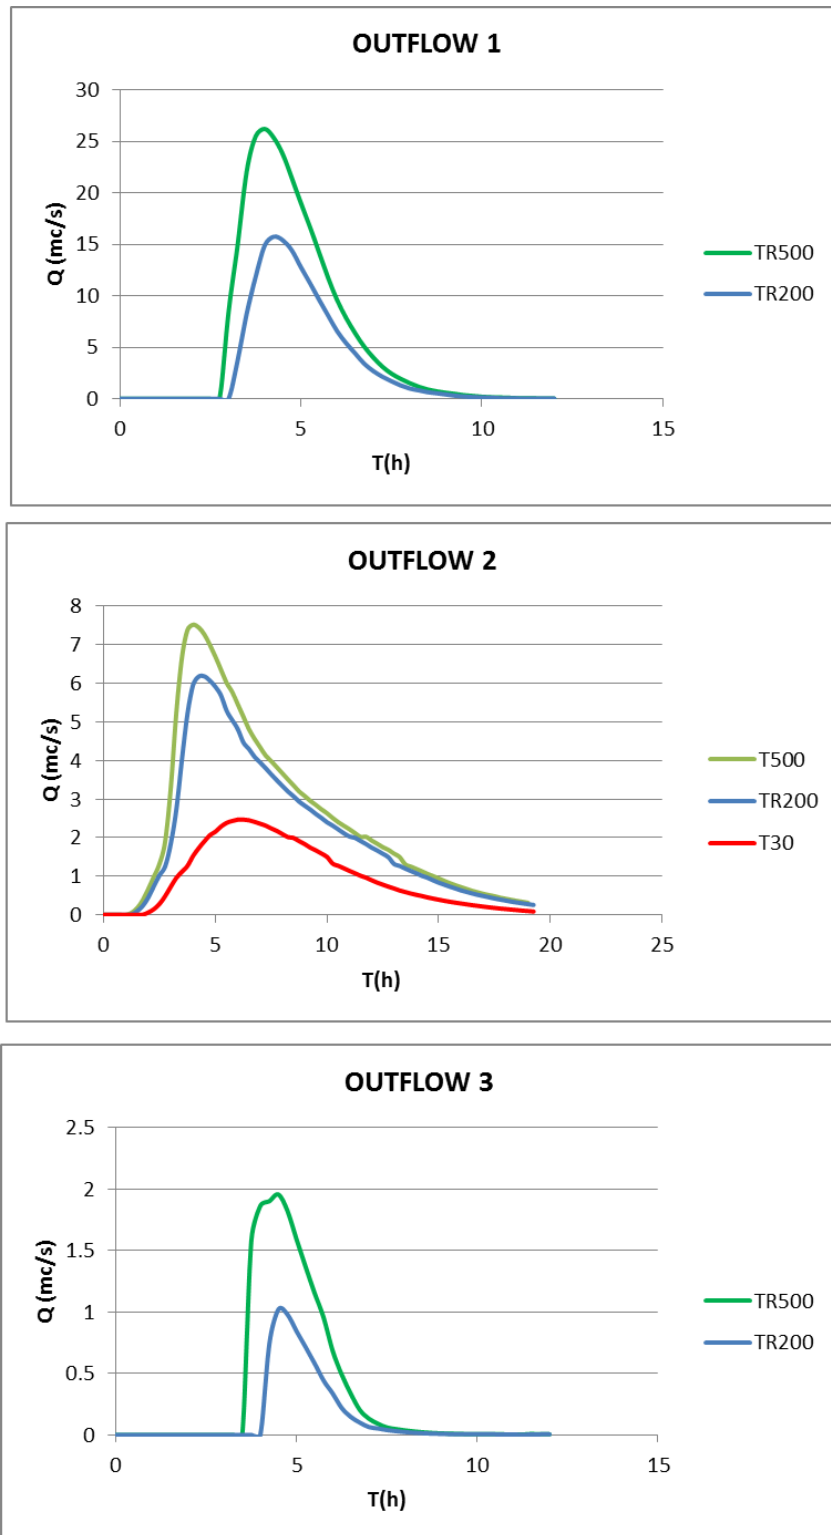 OUTFLOW 1
30
25
20
15
10
5
0
Q (mc/s)
0 5 10 15
T(h)
TR500
TR200
OUTFLOW 2
8
7
6
5
4
3
2
1
0
Q (mc/s)
0 5 10 15 20 25
T(h)
T500
TR200
T30
OUTFLOW 3
2.5
2
1.5
1
0.5
0
Q (mc/s)
0 5 10 15
T(h)
TR500
TR200